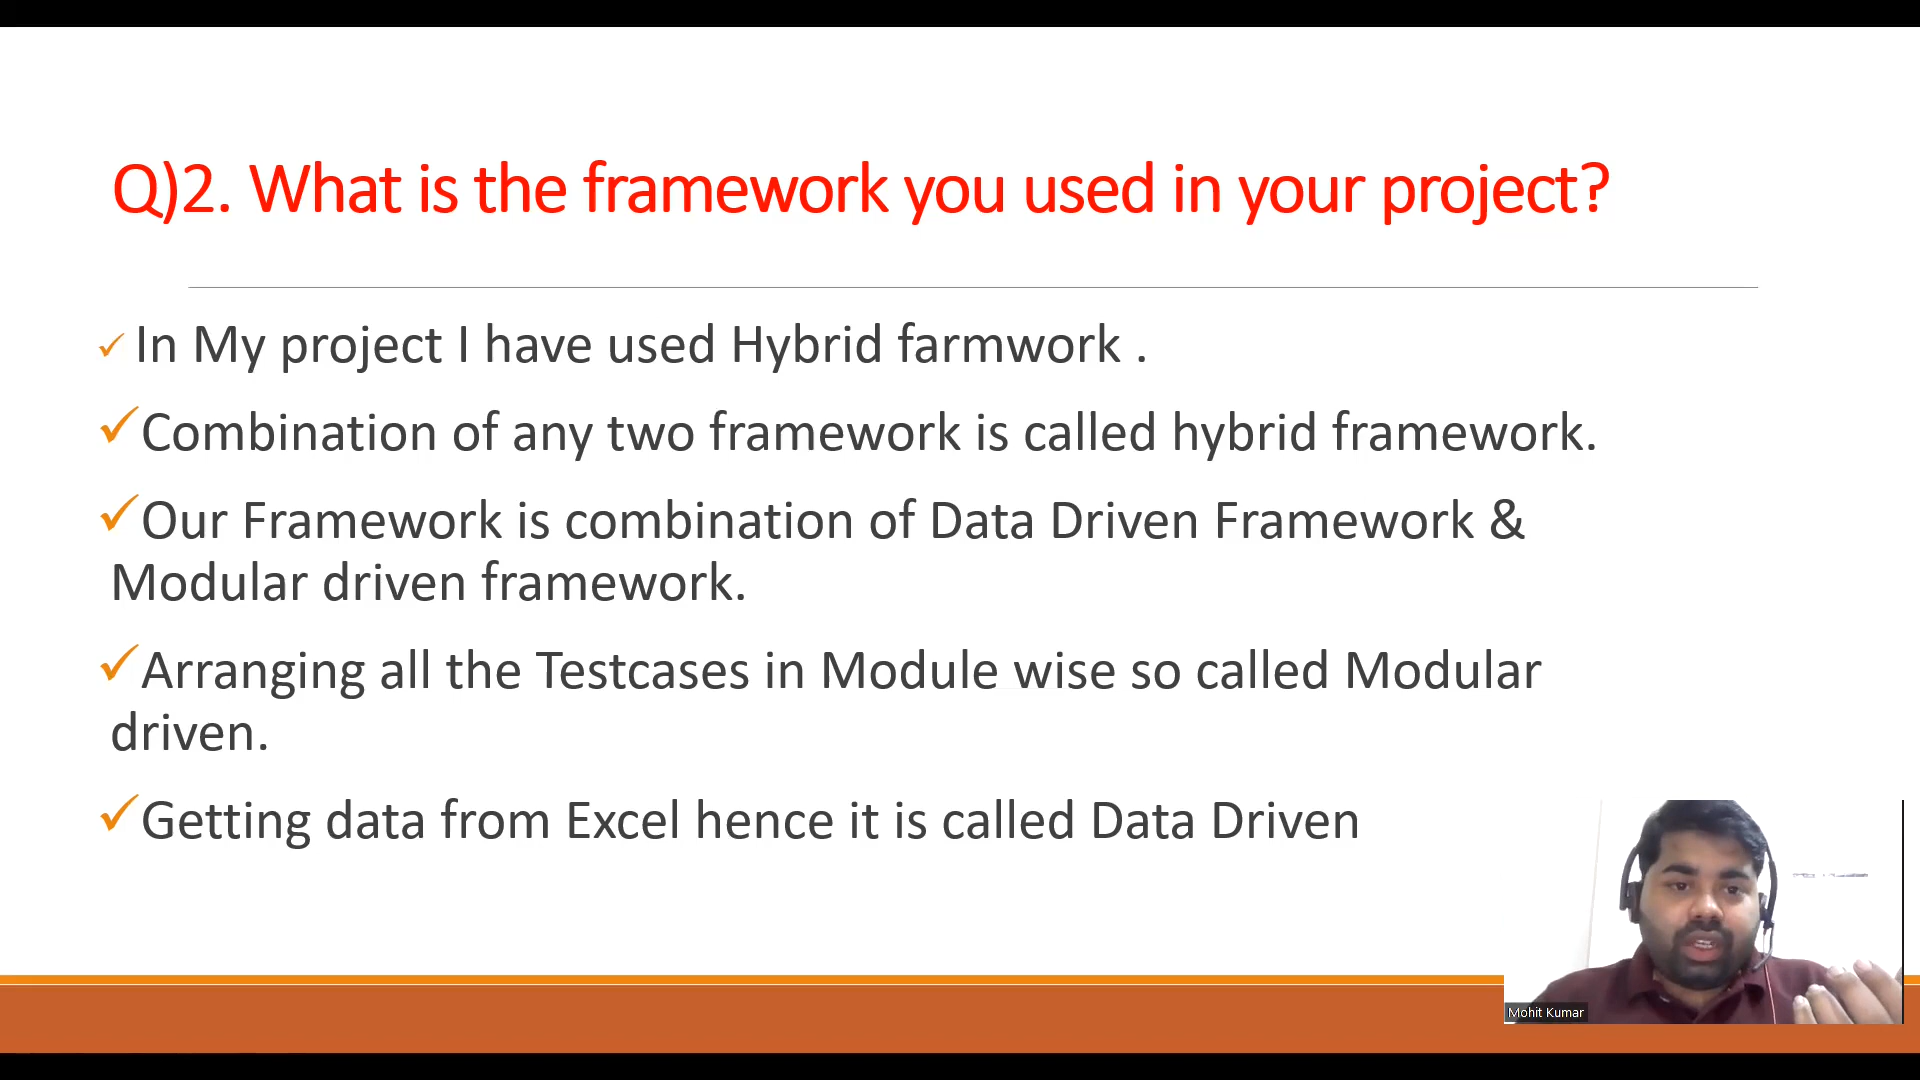 Q)2. What is the framework you used in your project?
In My project I have used Hybrid farmwork .
Combination of any two framework is called hybrid framework.
Our Framework is combination of Data Driven Framework &
Modular driven framework.
Arranging all the Testcases in Module wise so called Modular
driven.
Getting data from Excel hence it is called Data Driven
Mohit Kumar